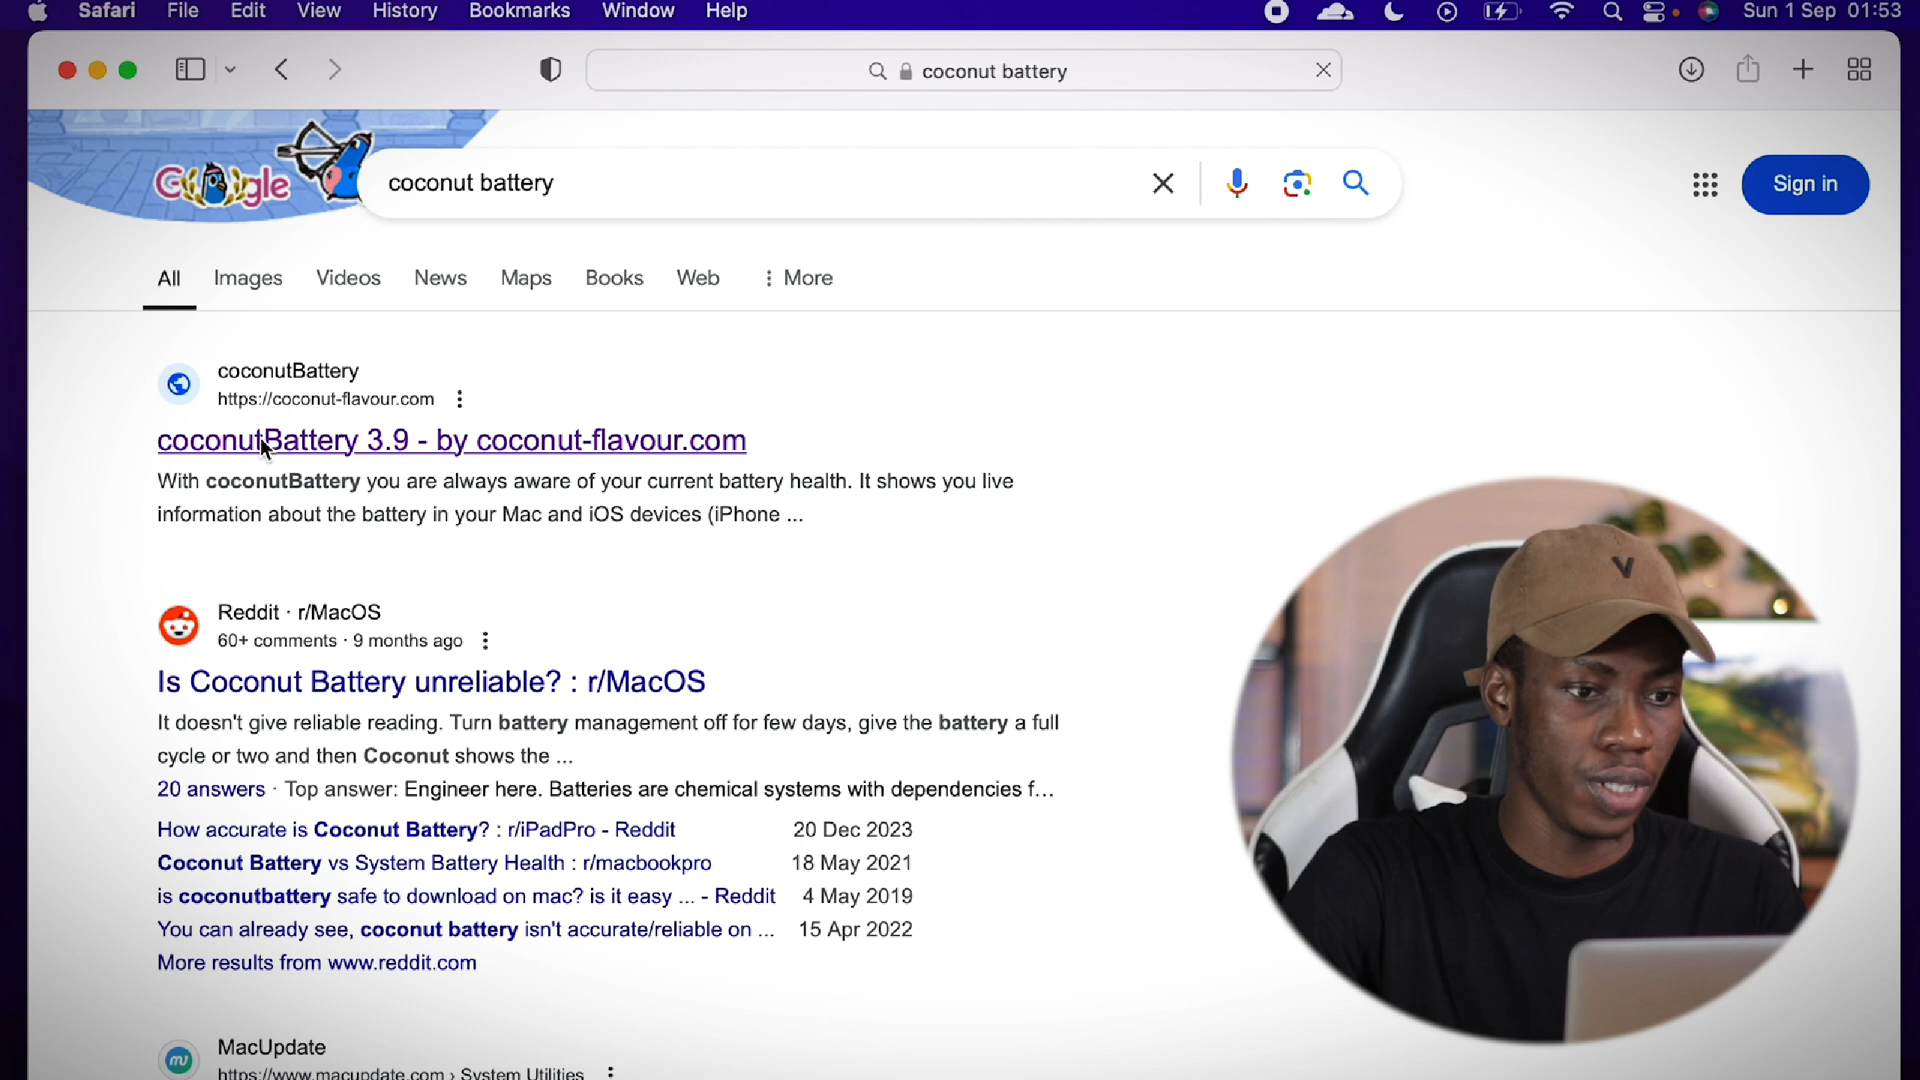 Safari File Edit View History Bookmarks Window Help Sun 1 Sep 01:53
coconut battery
Google coconut battery Sign in
All Images Videos News Maps Books Web More
coconutBattery
https://coconut-flavour.com
coconutBattery 3.9 - by coconut-flavour.com
With coconutBattery you are always aware of your current battery health. It shows you live
information about the battery in your Mac and iOS devices (iPhone ...
Reddit · r/MacOS
60+ comments · 9 months ago
Is Coconut Battery unreliable? : r/MacOS
It doesn't give reliable reading. Turn battery management off for few days, give the battery a full
cycle or two and then Coconut shows the ...
20 answers · Top answer: Engineer here. Batteries are chemical systems with dependencies f...
How accurate is Coconut Battery? : r/iPadPro - Reddit 20 Dec 2023
Coconut Battery vs System Battery Health : r/macbookpro 18 May 2021
is coconutbattery safe to download on mac? is it easy ... - Reddit 4 May 2019
You can already see, coconut battery isn't accurate/reliable on ... 15 Apr 2022
More results from www.reddit.com
MacUpdate
https://www.macupdate.com › System Utilities
V